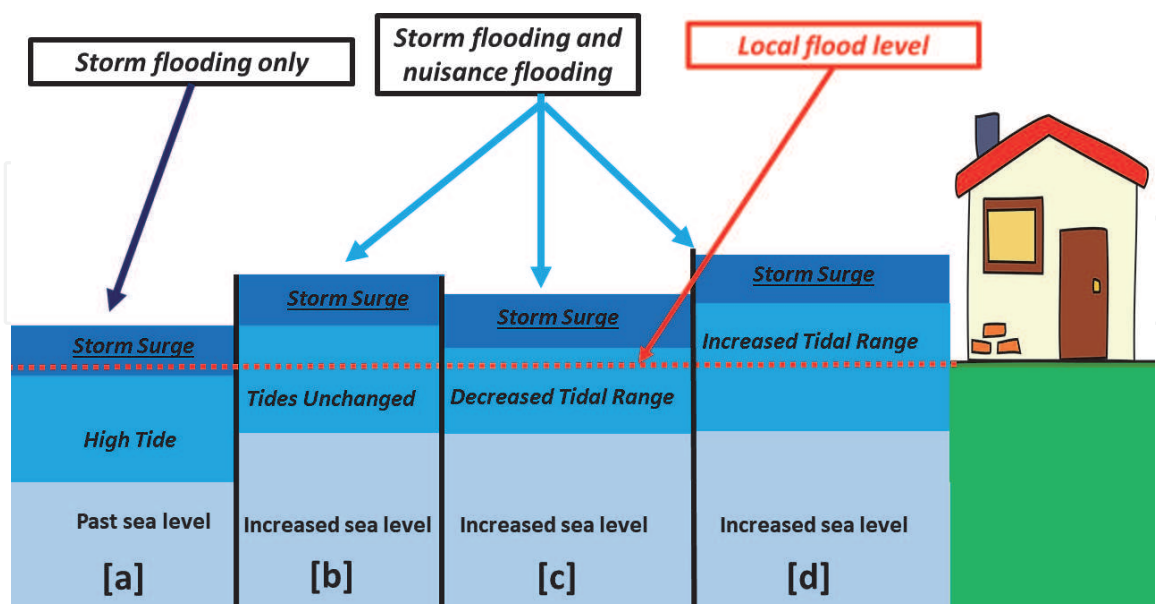 Storm flooding only
Storm flooding and
nuisance flooding
Local flood level
Storm Surge
Storm Surge
Storm Surge
Storm Surge
Increased Tidal Range
Tides Unchanged
Decreased Tidal Range
High Tide
Past sea level
Increased sea level
Increased sea level
Increased sea level
[a]
[b]
[c]
[d]